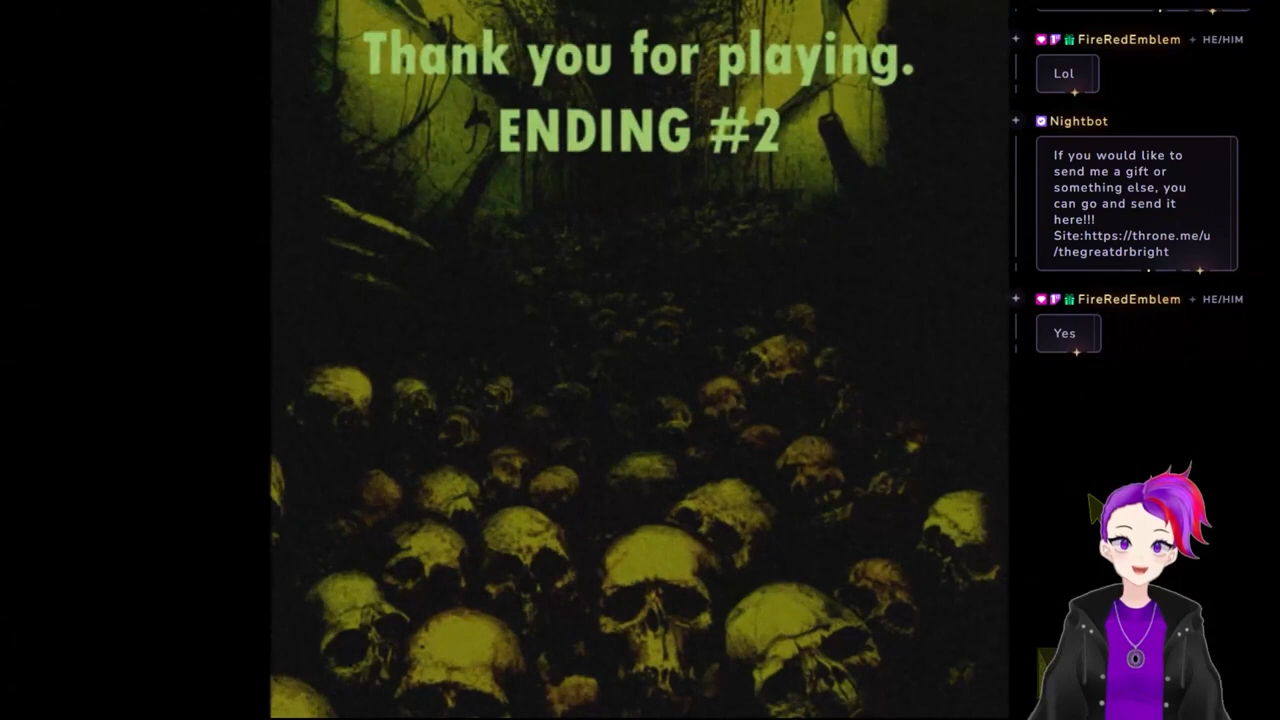 Thank you for playing.
ENDING #2
FireRedEmblem + HE/HIM
Lol
Nightbot
If you would like to
send me a gift or
something else, you
can go and send it
here!!!
Site:https://throne.me/u
/thegreatdrbright
FireRedEmblem + HE/HIM
Yes